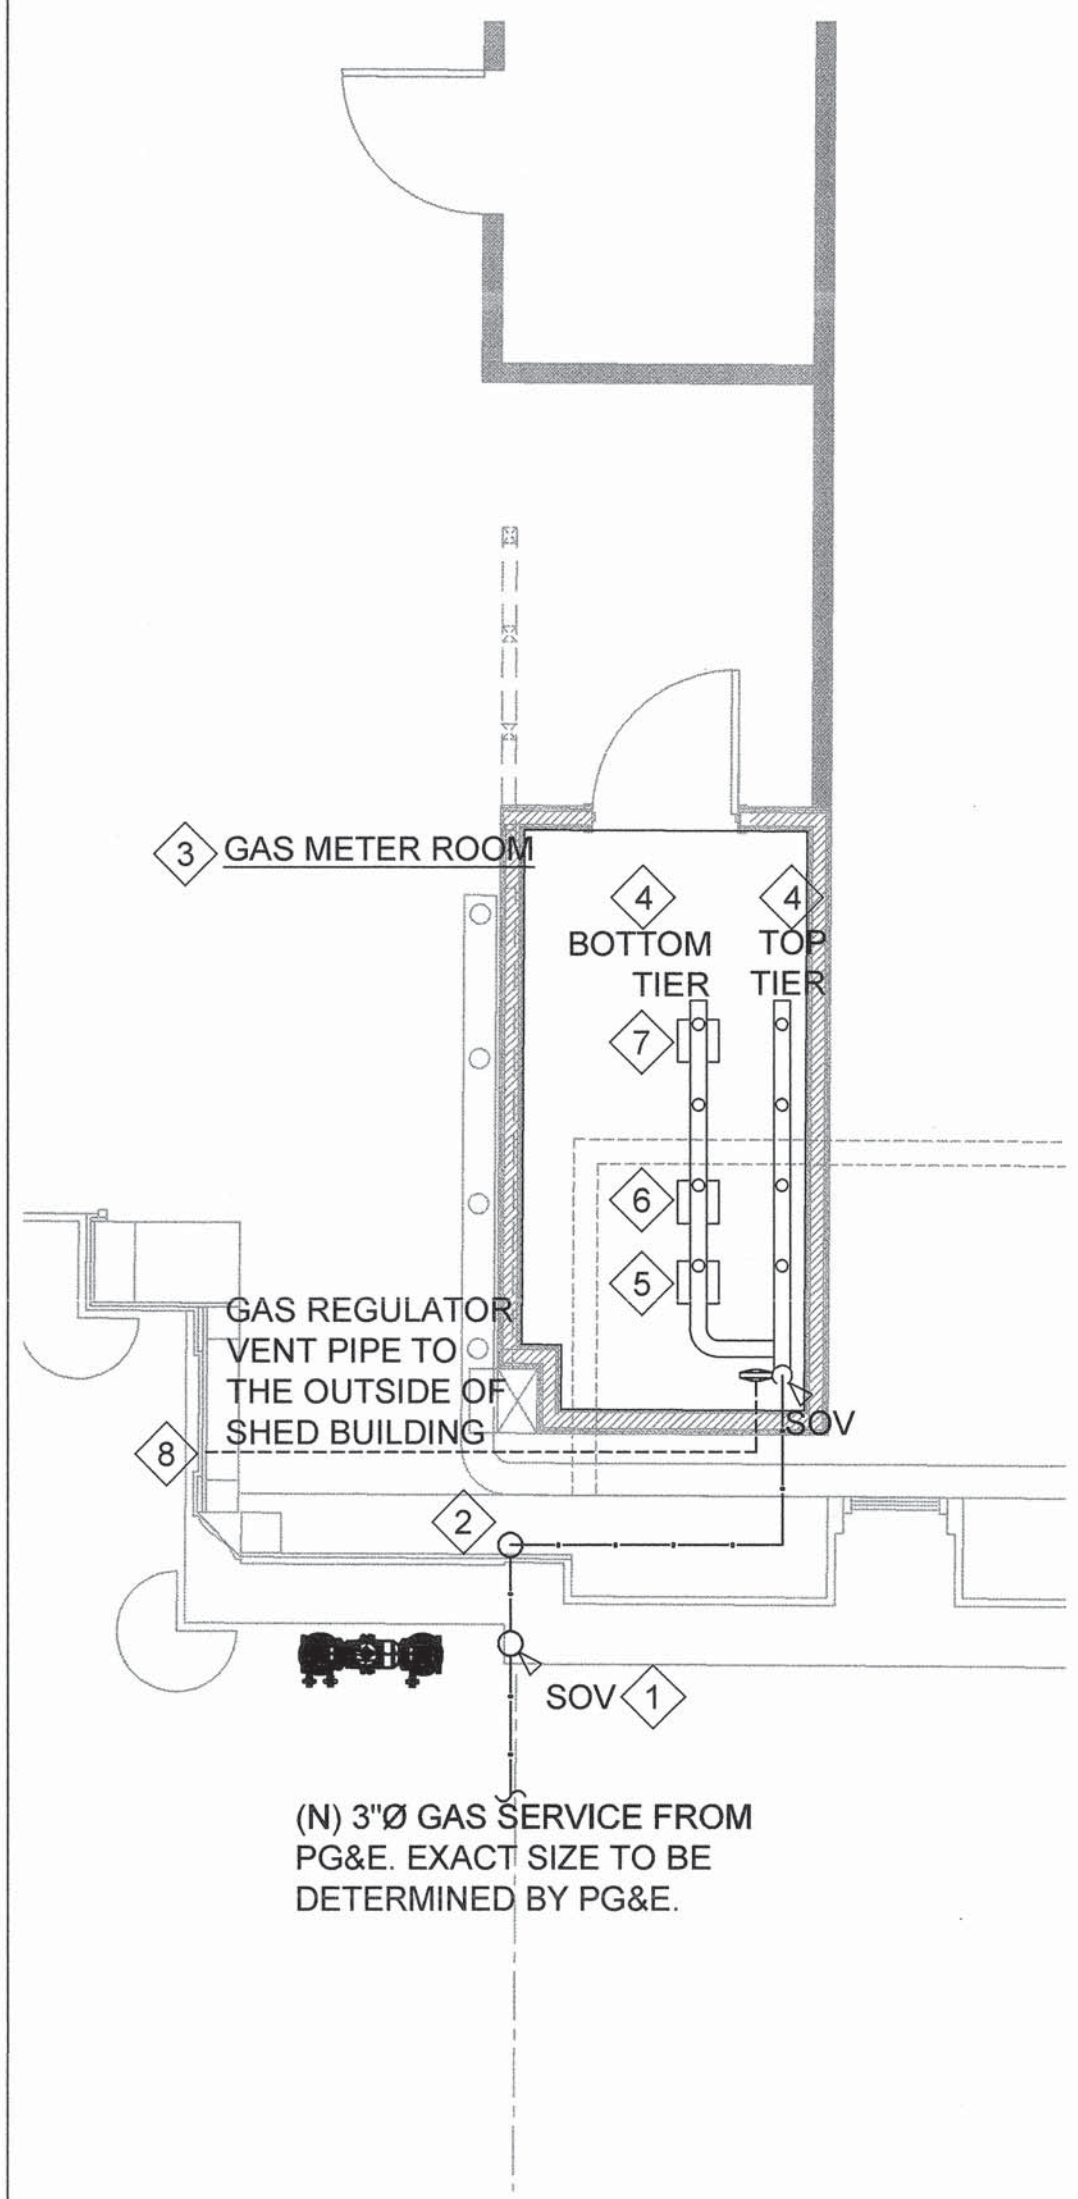 3 GAS METER ROOM
4 4
BOTTOM TOP
TIER TIER
7
6
5
GAS REGULATOR
VENT PIPE TO
THE OUTSIDE OF
SHED BUILDING
SOV
8
2
SOV 1
(N) 3"Ø GAS SERVICE FROM
PG&E. EXACT SIZE TO BE
DETERMINED BY PG&E.